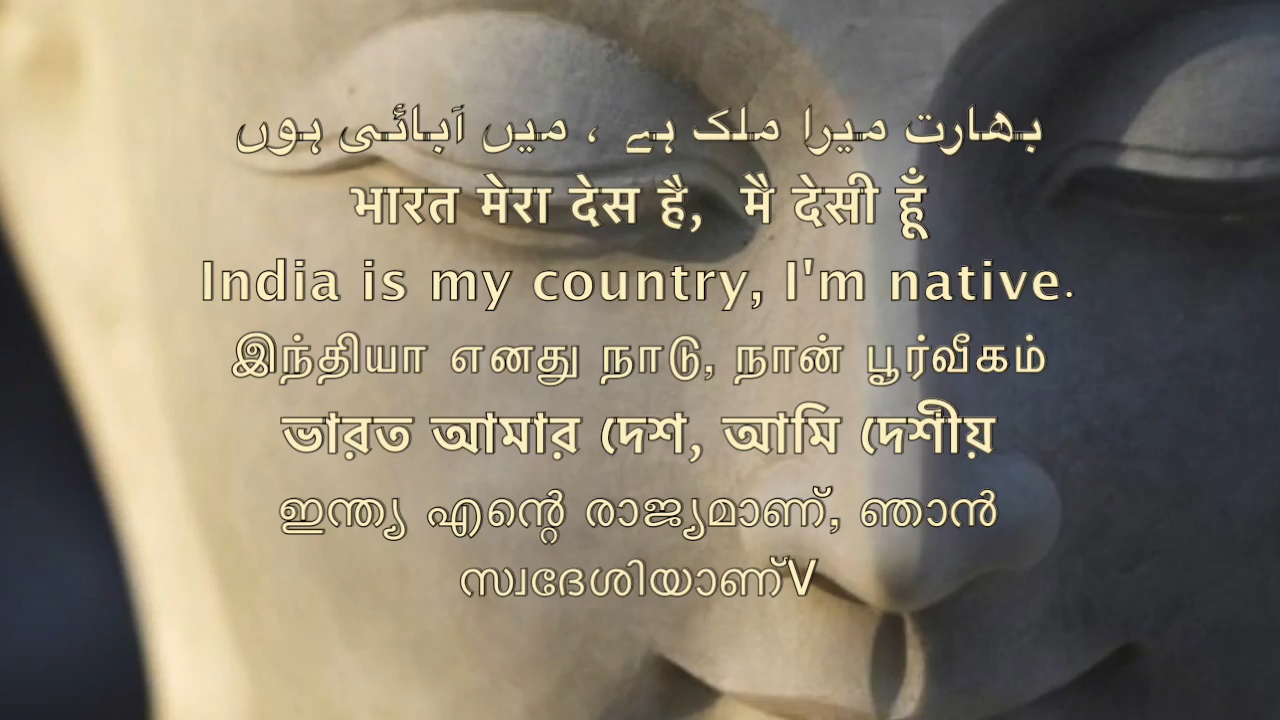 بھارت میرا ملک ہے ، میں آبائی ہوں
भारत मेरा देस है, मै देसी हूँ
India is my country, I'm native.
இந்தியா எனது நாடு, நான் பூர்வீகம்
ভারত আমার দেশ, আমি দেশীয়
ഇന്ത്യ എന്റെ രാജ്യമാണ്, ഞാൻ
സ്വദേശിയാണ്V